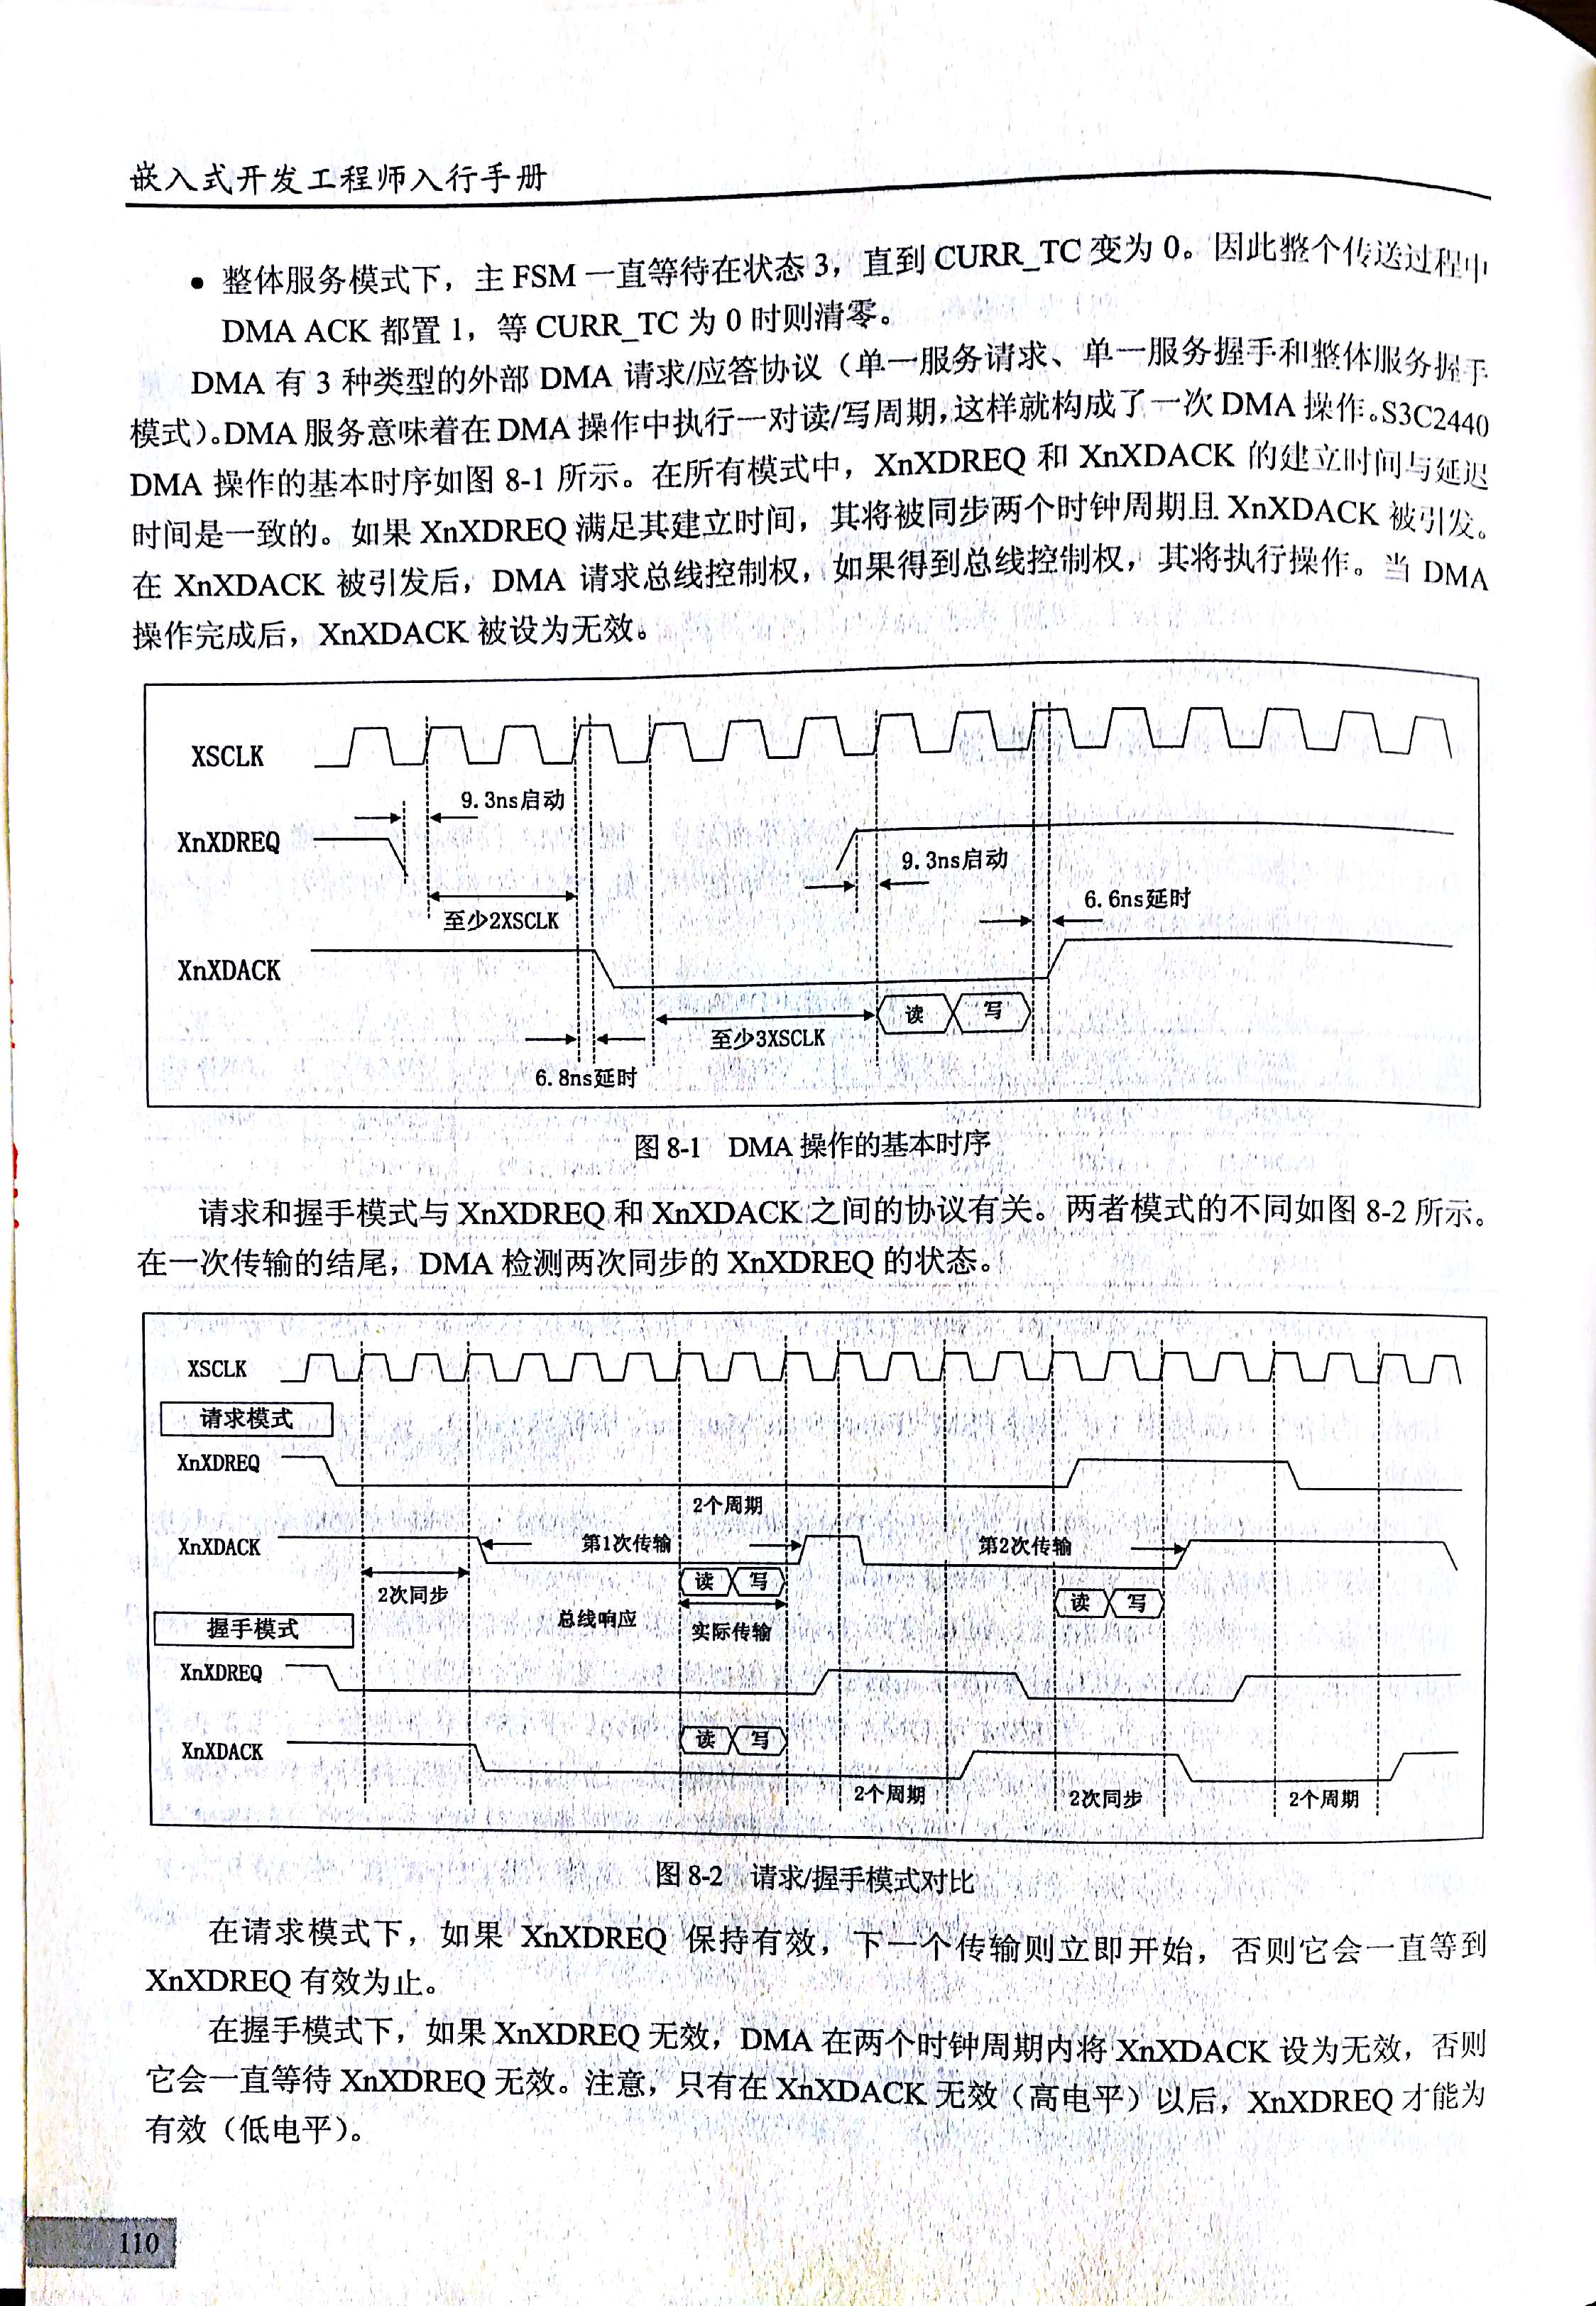 嵌入式开发工程师入行手册
• 整体服务模式下，主 FSM 一直等待在状态 3，直到 CURR_TC 变为 0。因此整个传送过程中
DMA ACK 都置 1，等 CURR_TC 为 0 时则清零。
DMA 有 3 种类型的外部 DMA 请求/应答协议（单一服务请求、单一服务握手和整体服务握手
模式）。DMA 服务意味着在 DMA 操作中执行一对读/写周期，这样就构成了一次 DMA 操作。S3C2440
DMA 操作的基本时序如图 8-1 所示。在所有模式中，XnXDREQ 和 XnXDACK 的建立时间与延迟
时间是一致的。如果 XnXDREQ 满足其建立时间，其将被同步两个时钟周期且 XnXDACK 被引发。
在 XnXDACK 被引发后，DMA 请求总线控制权，如果得到总线控制权，其将执行操作。当 DMA
操作完成后，XnXDACK 被设为无效。
XSCLK
9.3ns启动
XnXDREQ
9.3ns启动
6.6ns延时
至少2XSCLK
XnXDACK
读 写
至少3XSCLK
6.8ns延时
图 8-1 DMA 操作的基本时序
请求和握手模式与 XnXDREQ 和 XnXDACK 之间的协议有关。两者模式的不同如图 8-2 所示。
在一次传输的结尾，DMA 检测两次同步的 XnXDREQ 的状态。
XSCLK
请求模式
XnXDREQ
2个周期
XnXDACK
第1次传输
第2次传输
读 写
2次同步
读 写
总线响应
实际传输
握手模式
XnXDREQ
读 写
XnXDACK
2个周期
2次同步
2个周期
图 8-2 请求/握手模式对比
在请求模式下，如果 XnXDREQ 保持有效，下一个传输则立即开始，否则它会一直等到
XnXDREQ 有效为止。
在握手模式下，如果 XnXDREQ 无效，DMA 在两个时钟周期内将 XnXDACK 设为无效，否则
它会一直等待 XnXDREQ 无效。注意，只有在 XnXDACK 无效（高电平）以后，XnXDREQ 才能为
有效（低电平）。
110